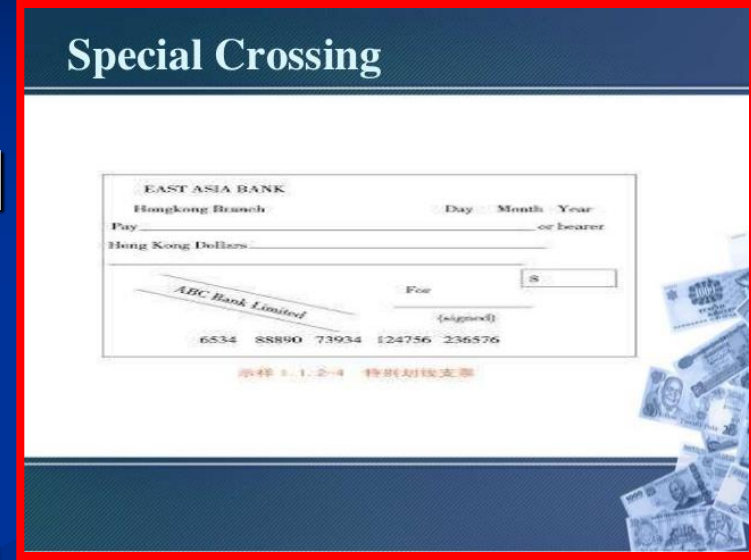 Special Crossing
EAST ASIA BANK
Hongkong Branch Day Month Year
Pay or bearer
Hong Kong Dollars
$
ABC Bank Limited
For
(signed)
6534 88890 73934 124756 236576
示样 1.1.2-4 特别划线支票